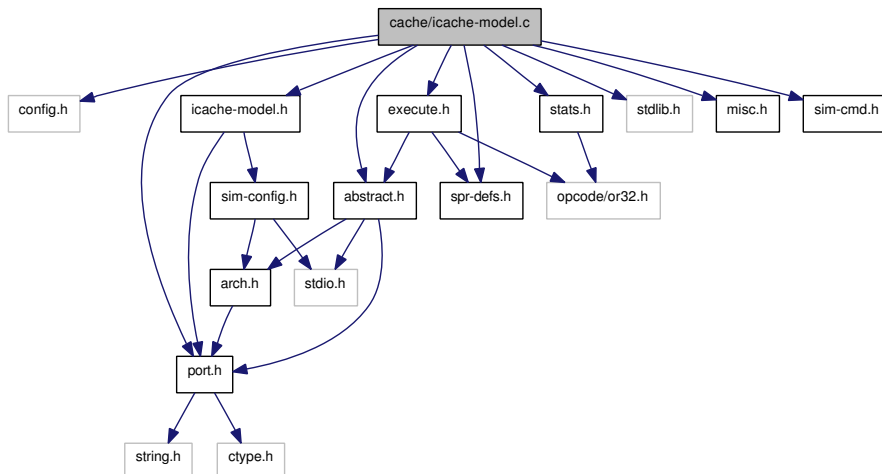 cache/icache-model.c
config.h
icache-model.h
execute.h
stats.h
stdlib.h
misc.h
sim-cmd.h
sim-config.h
abstract.h
spr-defs.h
opcode/or32.h
arch.h
stdio.h
port.h
string.h
ctype.h